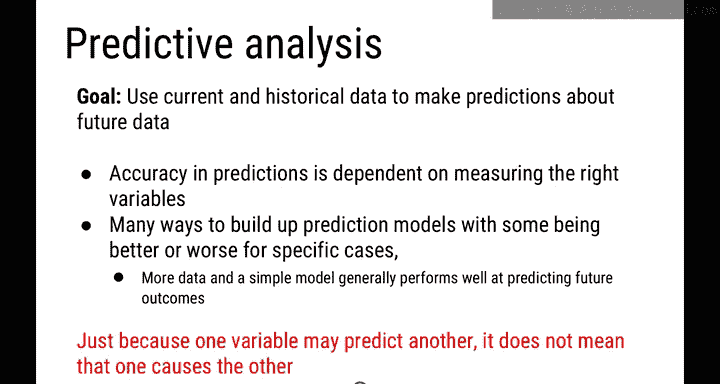 Predictive analysis
Goal: Use current and historical data to make predictions about
future data
● Accuracy in predictions is dependent on measuring the right
variables
● Many ways to build up prediction models with some being
better or worse for specific cases,
● More data and a simple model generally performs well at predicting future
outcomes
Just because one variable may predict another, it does not mean
that one causes the other